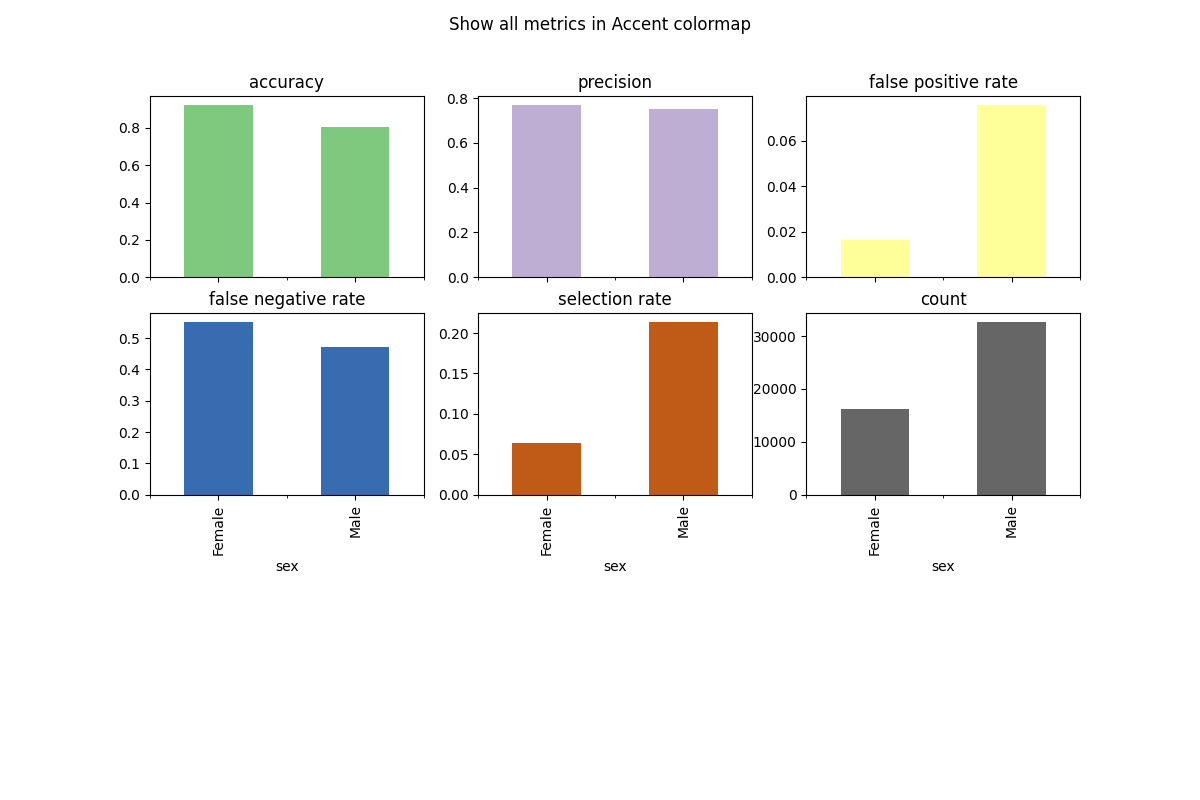 Show all metrics in Accent colormap
accuracy
0.8
0.6
0.4
0.2
0.0
precision
0.8
0.6
0.4
0.2
0.0
false positive rate
0.06
0.04
0.02
0.00
false negative rate
0.5
0.4
0.3
0.2
0.1
0.0
Female
Male
sex
selection rate
0.20
0.15
0.10
0.05
0.00
Female
Male
sex
count
30000
20000
10000
0
Female
Male
sex